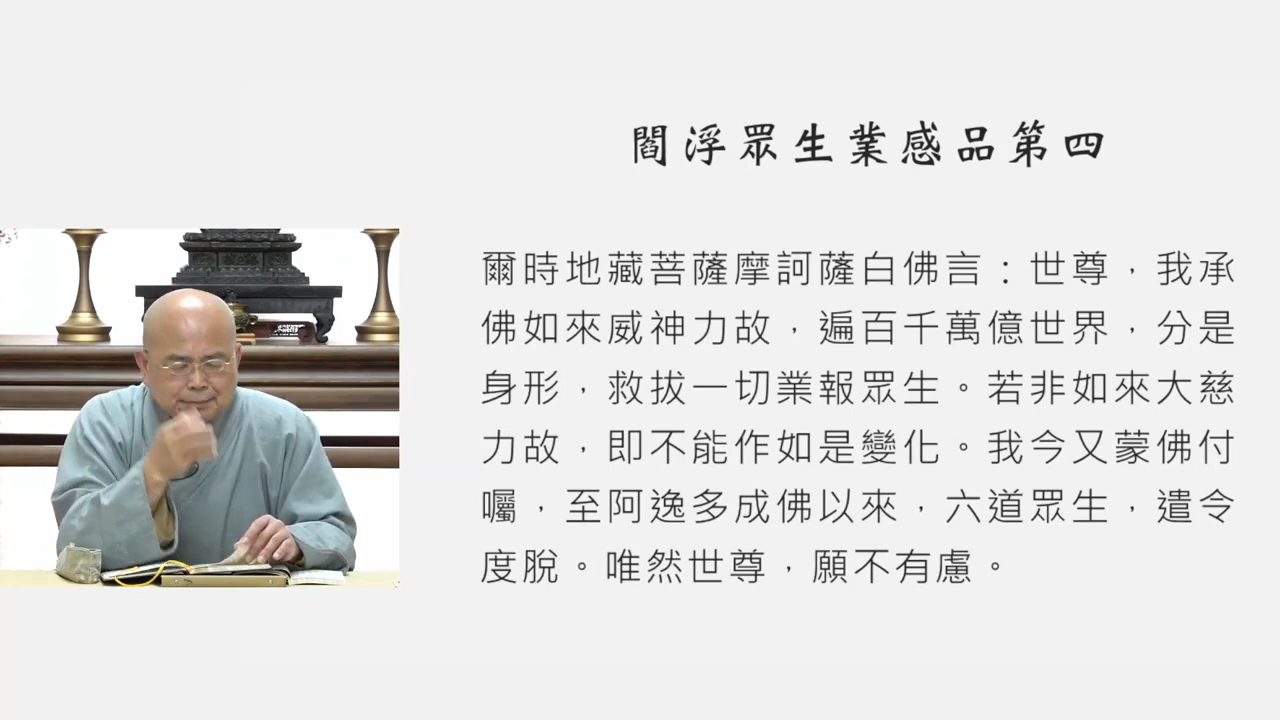 閻浮眾生業感品第四
爾時地藏菩薩摩訶薩白佛言：世尊，我承
佛如來威神力故，遍百千萬億世界，分是
身形，救拔一切業報眾生。若非如來大慈
力故，即不能作如是變化。我今又蒙佛付
囑，至阿逸多成佛以來，六道眾生，遣令
度脫。唯然世尊，願不有慮。